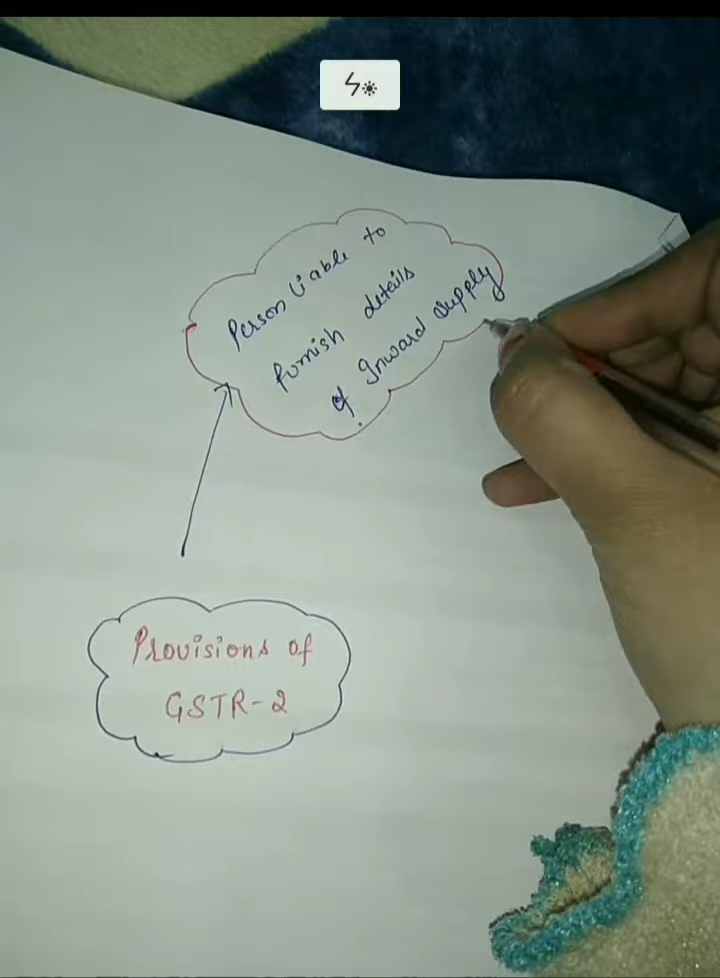 Person liable to
furnish details
of Inward supply
Provisions of
GSTR-2